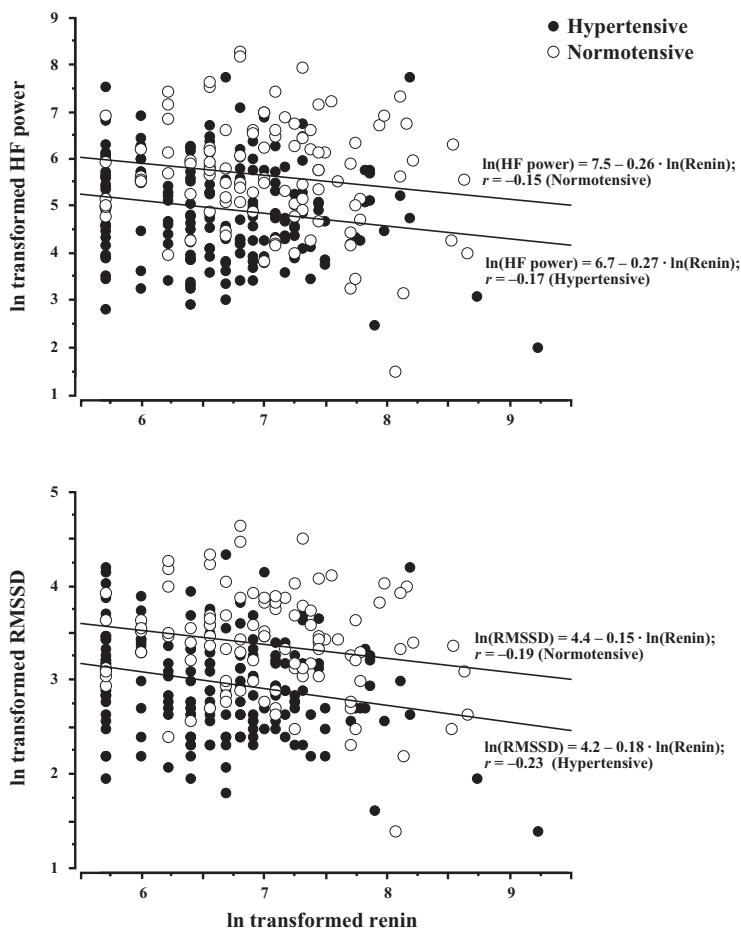 9
8
7
6
5
4
3
2
1
ln transformed HF power
Hypertensive
Normotensive
ln(HF power) = 7.5 – 0.26 · ln(Renin);
r = –0.15 (Normotensive)
ln(HF power) = 6.7 – 0.27 · ln(Renin);
r = –0.17 (Hypertensive)
6 7 8 9
5
4
3
2
1
ln transformed RMSSD
ln(RMSSD) = 4.4 – 0.15 · ln(Renin);
r = –0.19 (Normotensive)
ln(RMSSD) = 4.2 – 0.18 · ln(Renin);
r = –0.23 (Hypertensive)
6 7 8 9
ln transformed renin